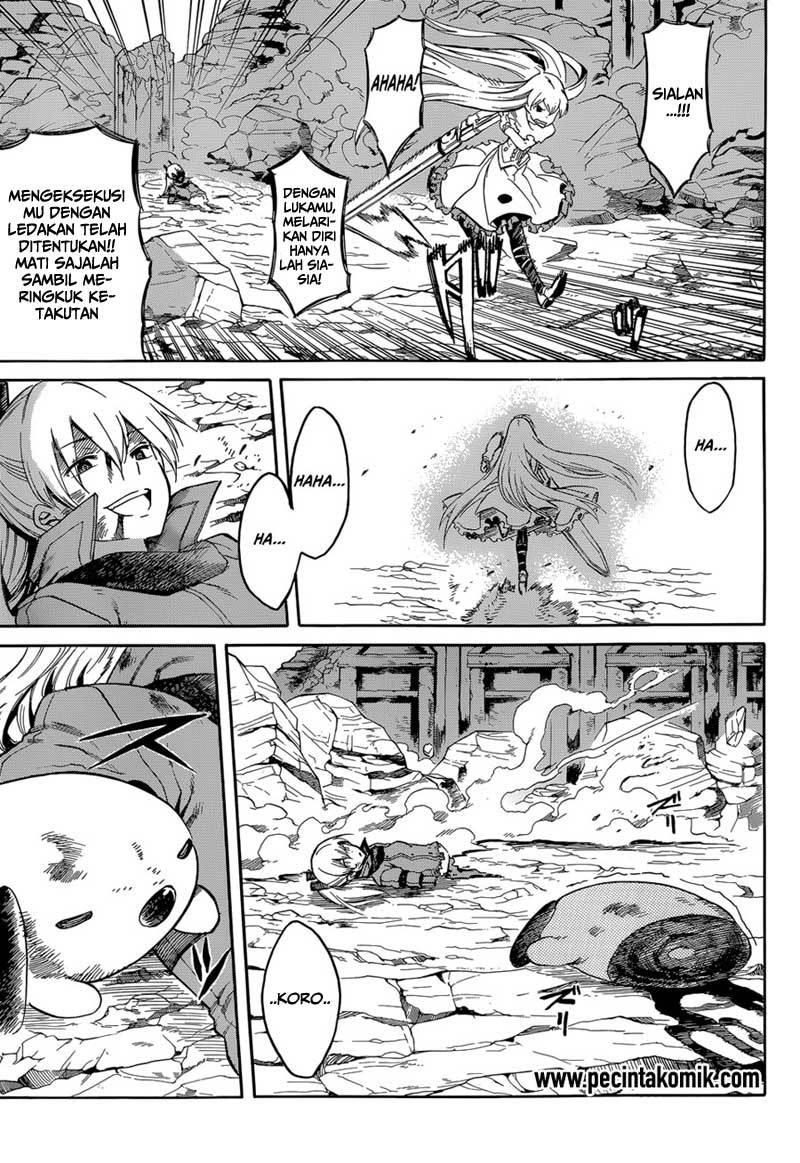 SIALAN
...!!!
AHAHA!
DENGAN
LUKAMU,
MELARI-
KAN DIRI
HANYA
LAH SIA-
SIA!
MENGEKSEKUSI
MU DENGAN
LEDAKAN TELAH
DITENTUKAN!!
MATI SAJALAH
SAMBIL ME-
RINGKUK KE-
TAKUTAN
HA...
HAHA...
HA...
..KORO..
www.pecintakomik.com